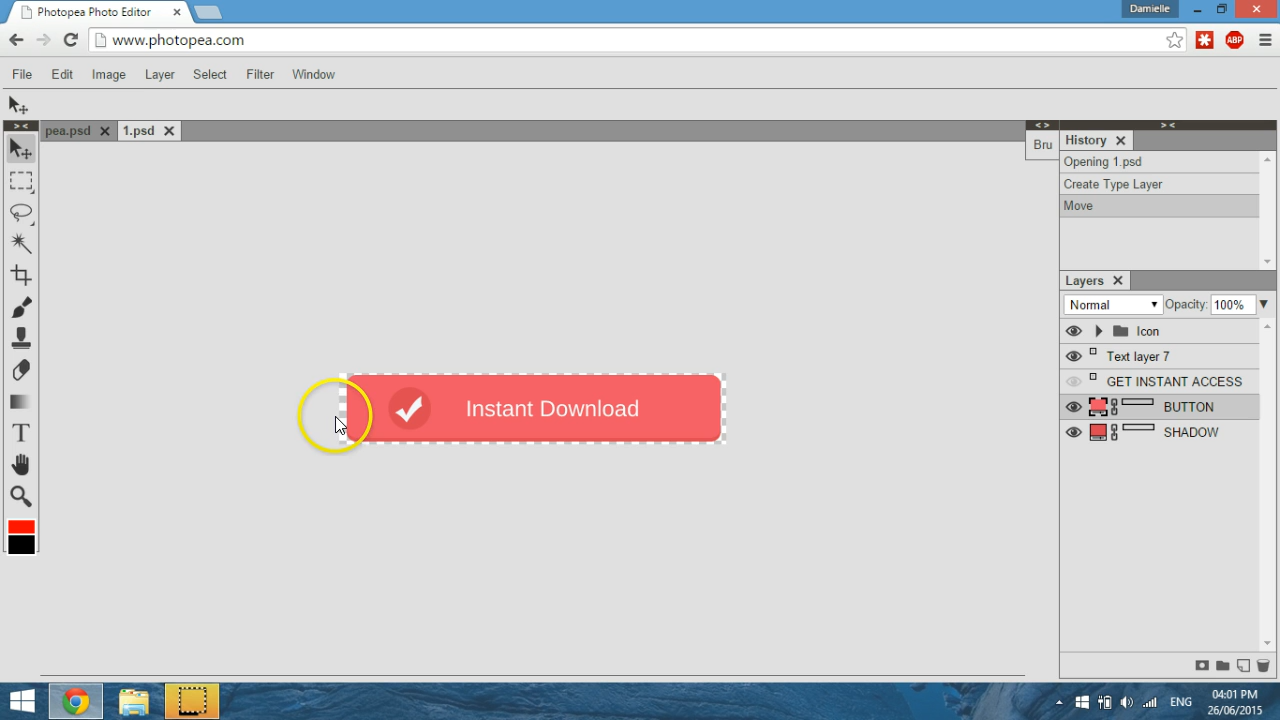 Photopea Photo Editor
Damielle
www.photopea.com
ABP
File Edit Image Layer Select Filter Window
> <
< >
> <
pea.psd
1.psd
Bru
History
Opening 1.psd
Create Type Layer
Move
Layers
Normal
Opacity:
100%
Icon
Text layer 7
GET INSTANT ACCESS
BUTTON
SHADOW
Instant Download
T
ENG
04:01 PM
26/06/2015